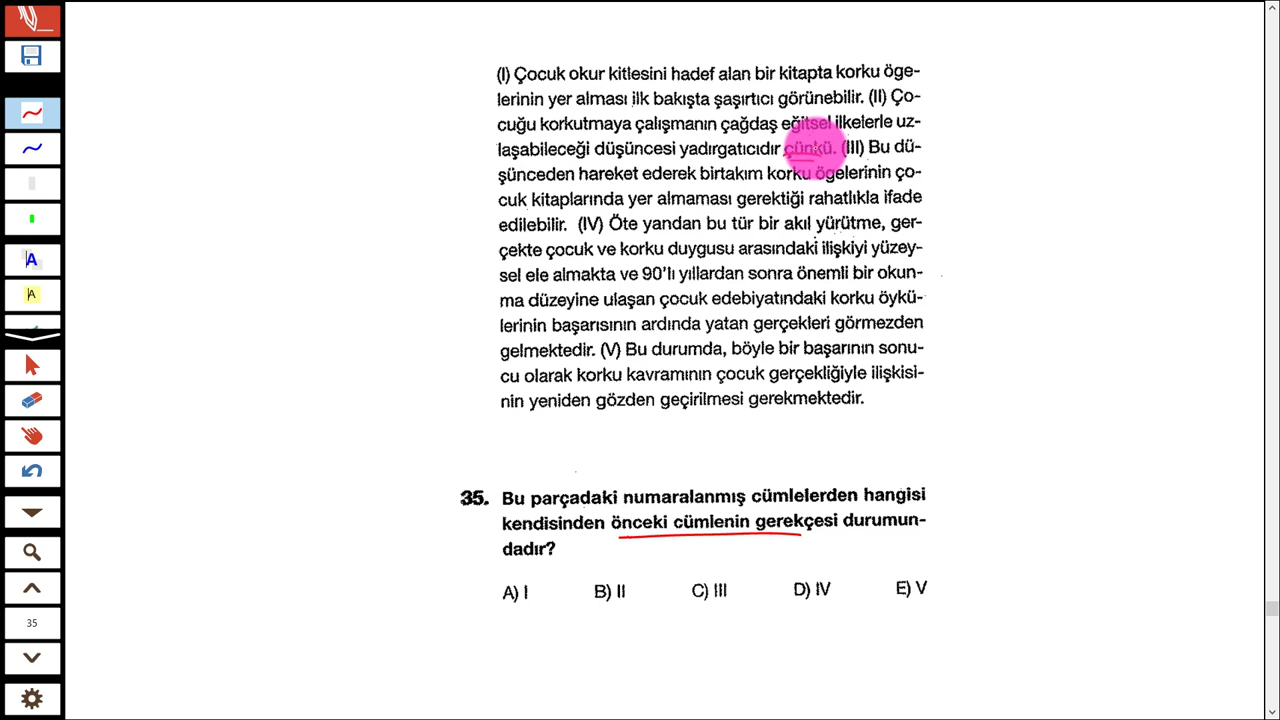 (I) Çocuk okur kitlesini hedef alan bir kitapta korku öge-
lerinin yer alması ilk bakışta şaşırtıcı görünebilir. (II) Ço-
cuğu korkutmaya çalışmanın çağdaş eğitsel ilkelerle uz-
laşabileceği düşüncesi yadırgatıcıdır çünkü. (III) Bu dü-
şünceden hareket ederek birtakım korku ögelerinin ço-
cuk kitaplarında yer almaması gerektiği rahatlıkla ifade
edilebilir. (IV) Öte yandan bu tür bir akıl yürütme, ger-
çekte çocuk ve korku duygusu arasındaki ilişkiyi yüzey-
sel ele almakta ve 90'lı yıllardan sonra önemli bir okun-
ma düzeyine ulaşan çocuk edebiyatındaki korku öykü-
lerinin başarısının ardında yatan gerçekleri görmezden
gelmektedir. (V) Bu durumda, böyle bir başarının sonu-
cu olarak korku kavramının çocuk gerçekliğiyle ilişkisi-
nin yeniden gözden geçirilmesi gerekmektedir.
35. Bu parçadaki numaralanmış cümlelerden hangisi
kendisinden önceki cümlenin gerekçesi durumun-
dadır?
A) I B) II C) III D) IV E) V
A
A
35